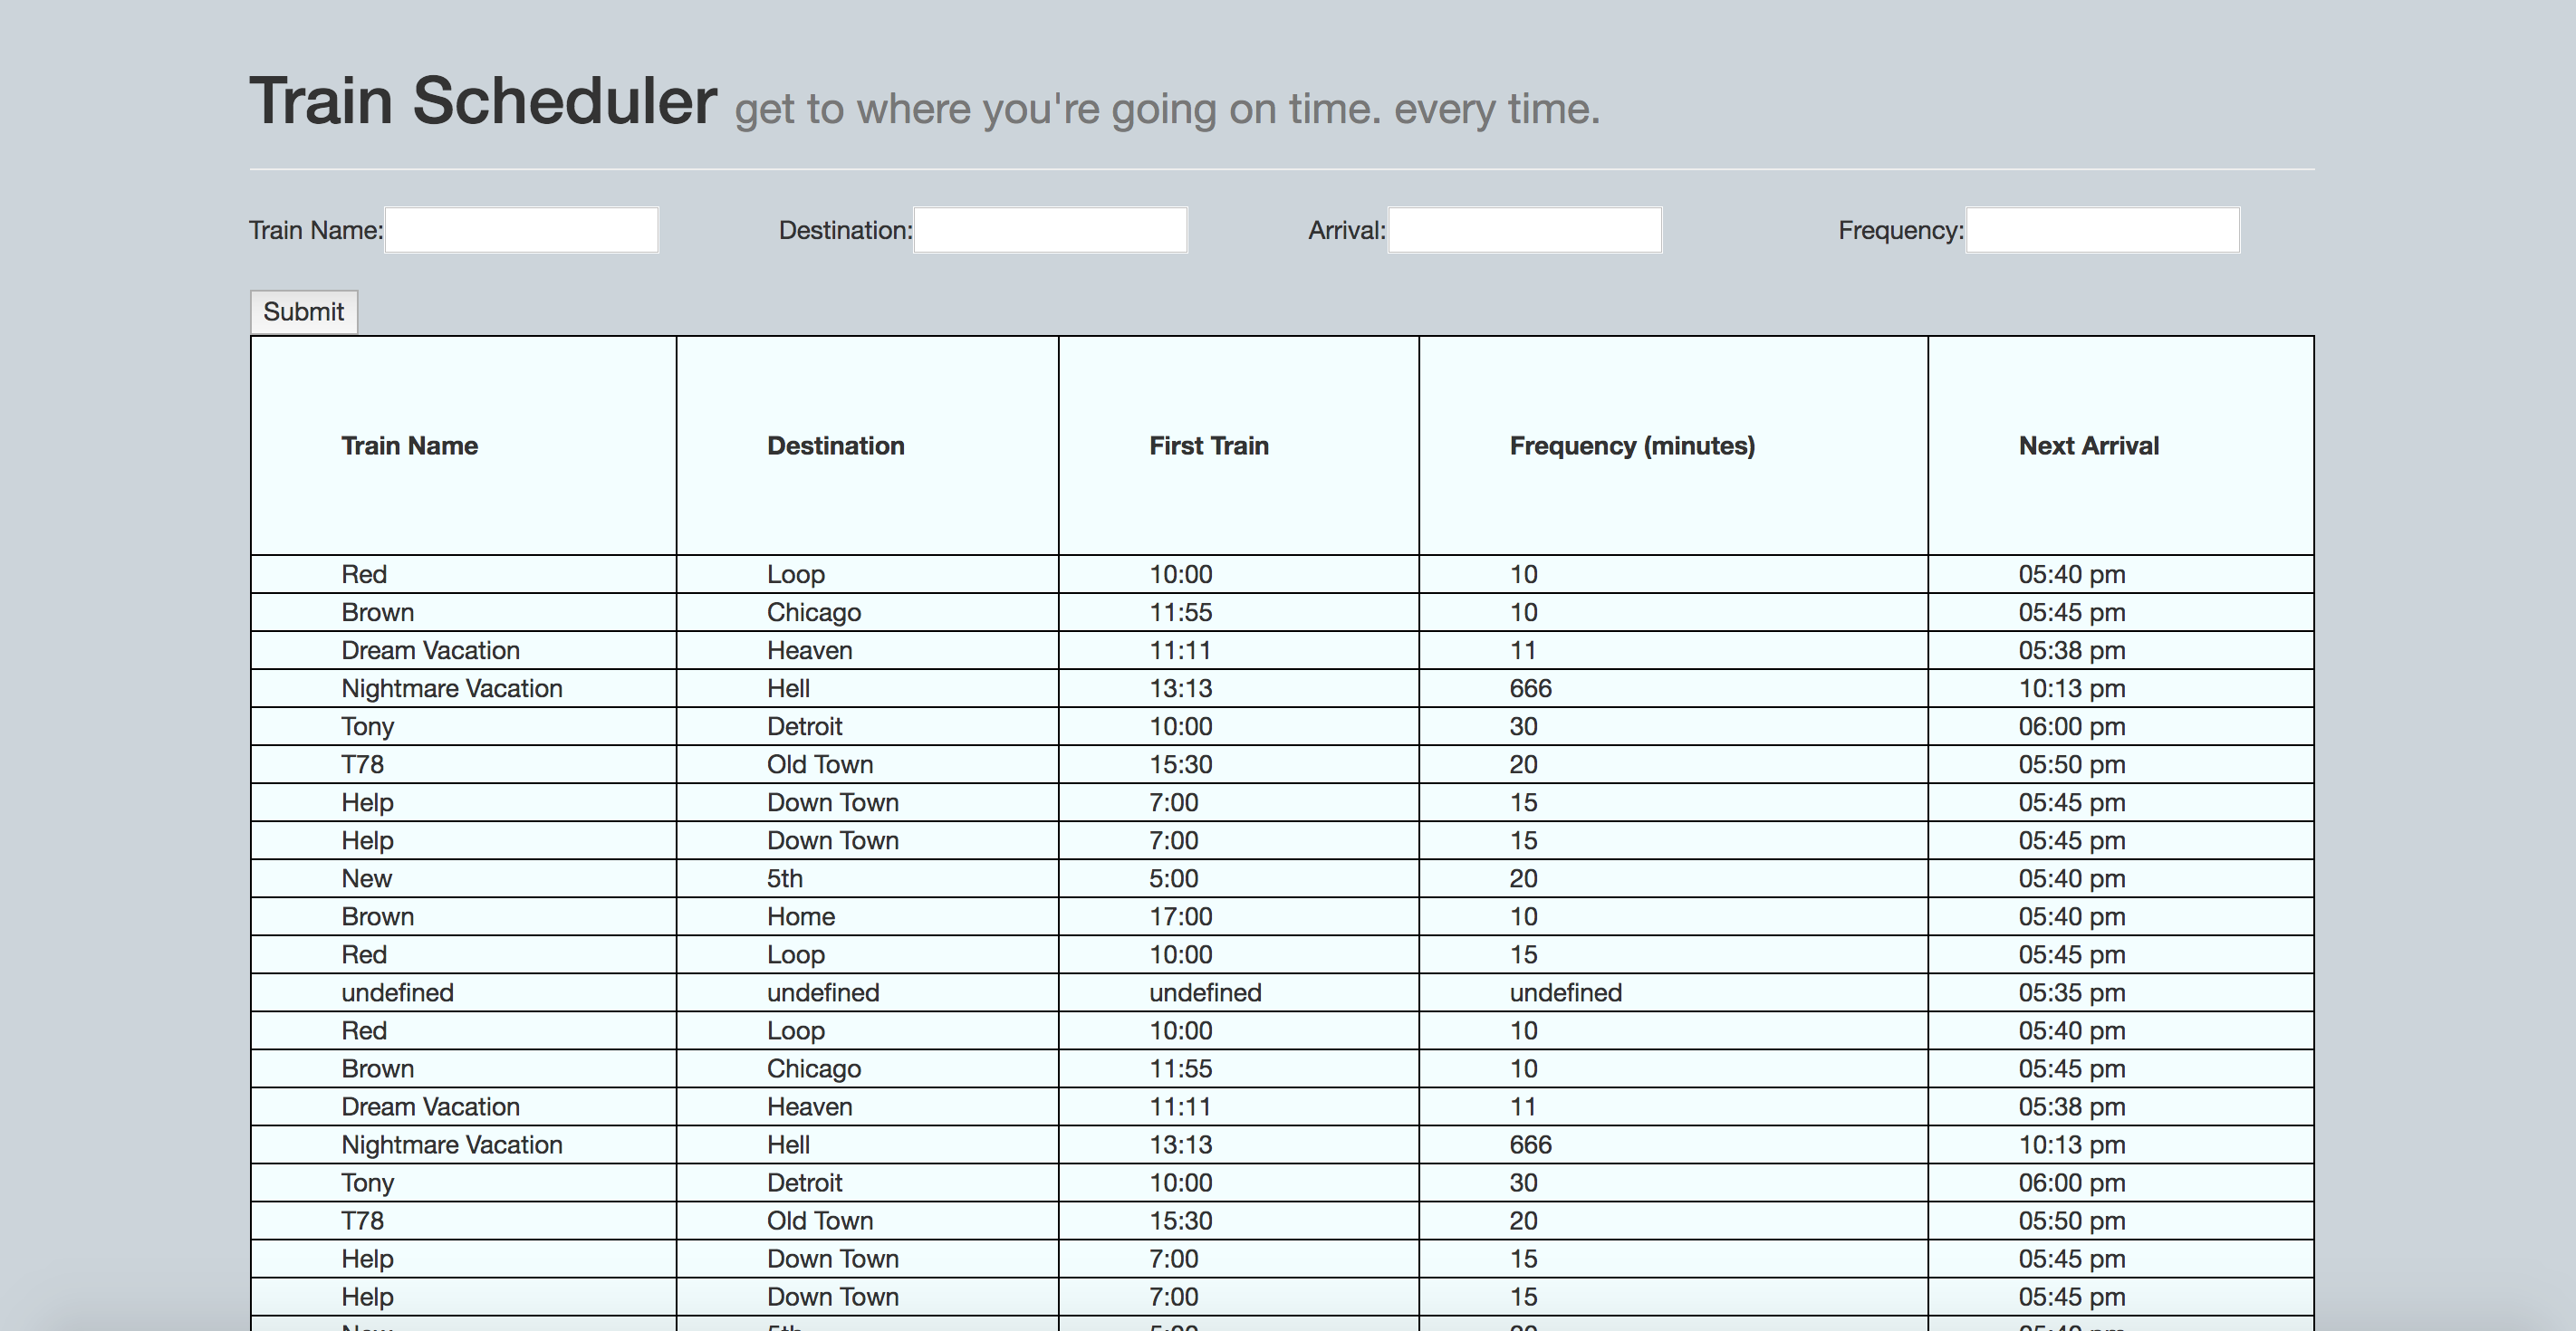 Train Scheduler get to where you're going on time. every time.
Train Name: Destination: Arrival: Frequency:
Submit
Train Name Destination First Train Frequency (minutes) Next Arrival
Red Loop 10:00 10 05:40 pm
Brown Chicago 11:55 10 05:45 pm
Dream Vacation Heaven 11:11 11 05:38 pm
Nightmare Vacation Hell 13:13 666 10:13 pm
Tony Detroit 10:00 30 06:00 pm
T78 Old Town 15:30 20 05:50 pm
Help Down Town 7:00 15 05:45 pm
Help Down Town 7:00 15 05:45 pm
New 5th 5:00 20 05:40 pm
Brown Home 17:00 10 05:40 pm
Red Loop 10:00 15 05:45 pm
undefined undefined undefined undefined 05:35 pm
Red Loop 10:00 10 05:40 pm
Brown Chicago 11:55 10 05:45 pm
Dream Vacation Heaven 11:11 11 05:38 pm
Nightmare Vacation Hell 13:13 666 10:13 pm
Tony Detroit 10:00 30 06:00 pm
T78 Old Town 15:30 20 05:50 pm
Help Down Town 7:00 15 05:45 pm
Help Down Town 7:00 15 05:45 pm